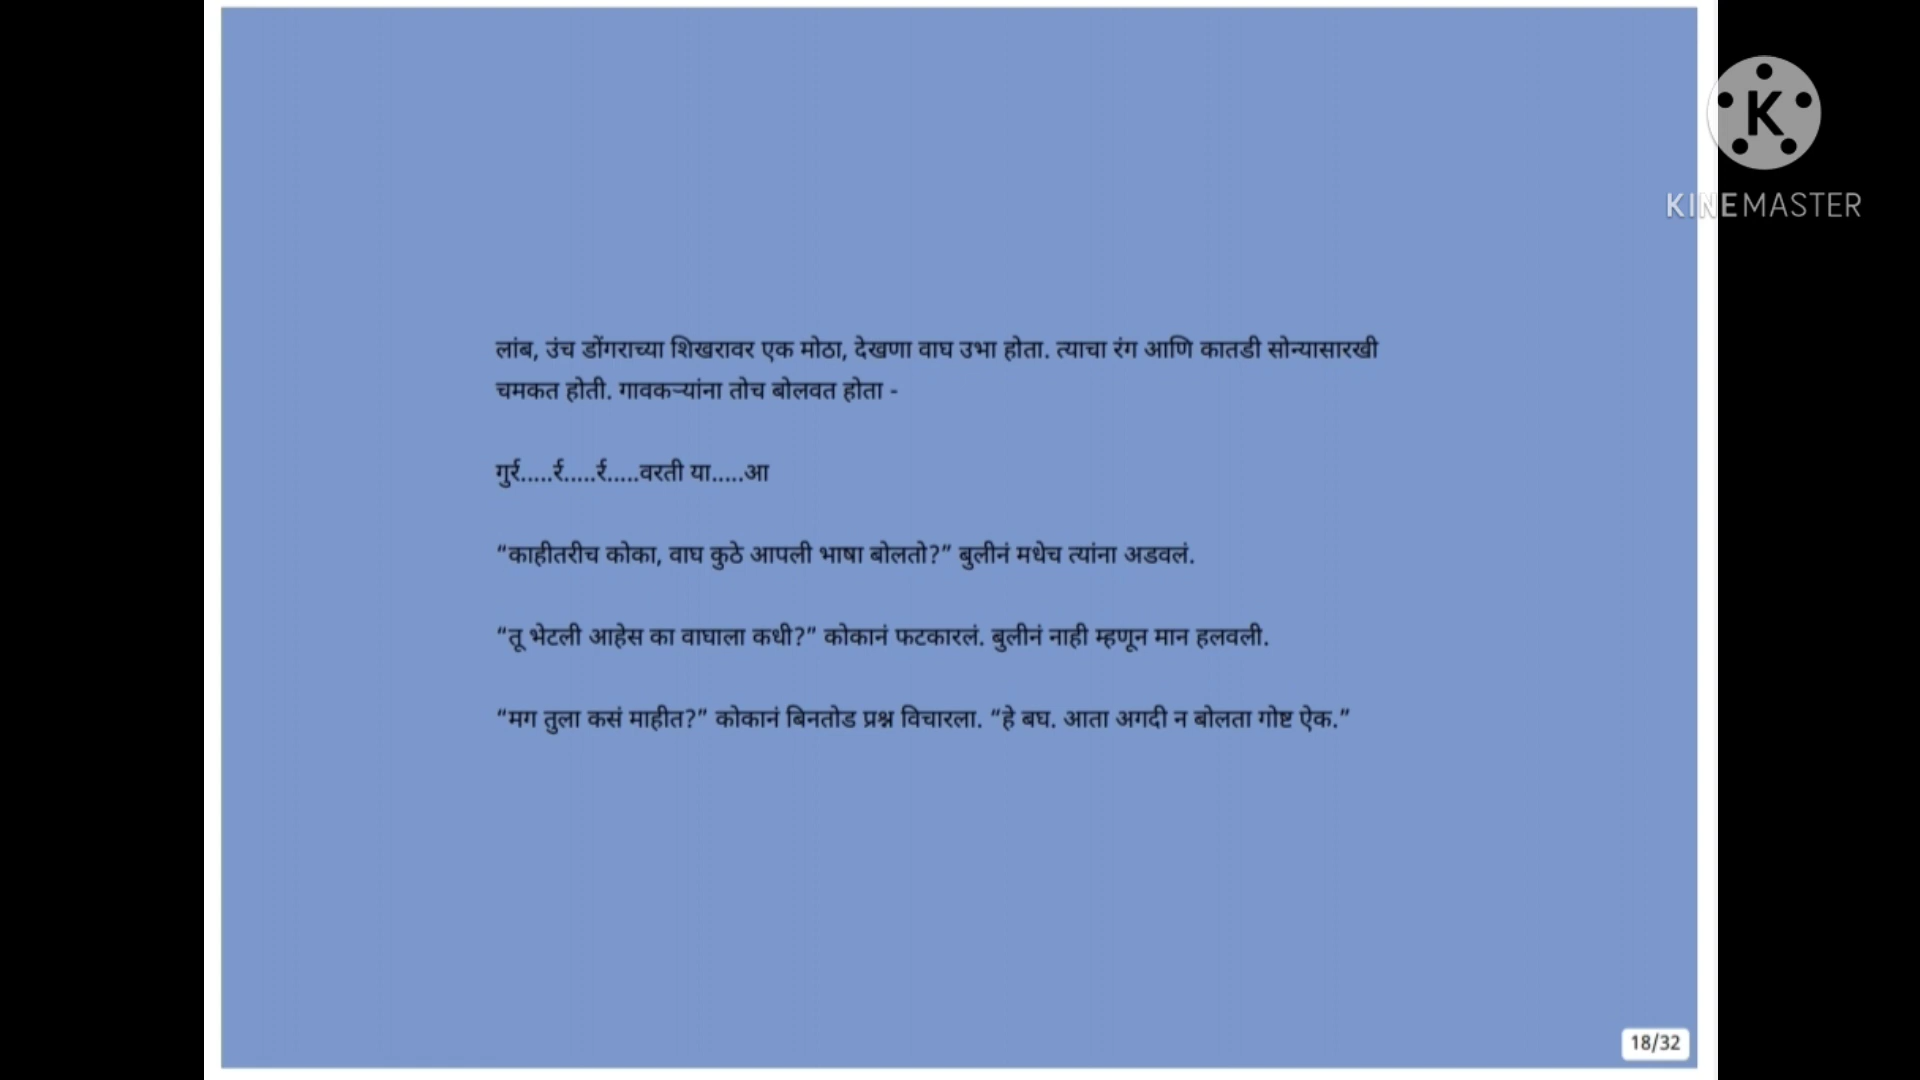 लांब, उंच डोंगराच्या शिखरावर एक मोठा, देखणा वाघ उभा होता. त्याचा रंग आणि कातडी सोन्यासारखी
चमकत होती. गावकऱ्यांना तोच बोलवत होता -
गुर्र.....र्र.....र्र.....वरती या.....आ
“काहीतरीच कोका, वाघ कुठे आपली भाषा बोलतो?” बुलीनं मधेच त्यांना अडवलं.
“तू भेटली आहेस का वाघाला कधी?” कोकानं फटकारलं. बुलीनं नाही म्हणून मान हलवली.
“मग तुला कसं माहीत?” कोकानं बिनतोड प्रश्न विचारला. “हे बघ. आता अगदी न बोलता गोष्ट ऐक.”
18/32
K
KINEMASTER